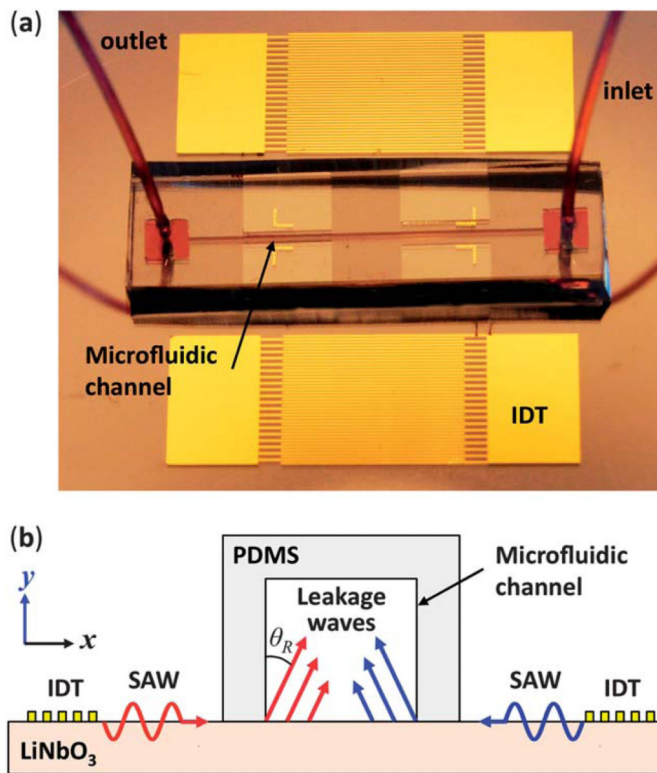 (a)
outlet
inlet
Microfluidic
channel
IDT
(b)
y
x
PDMS
Microfluidic
channel
Leakage
waves
θR
IDT
SAW
SAW
IDT
LiNbO₃